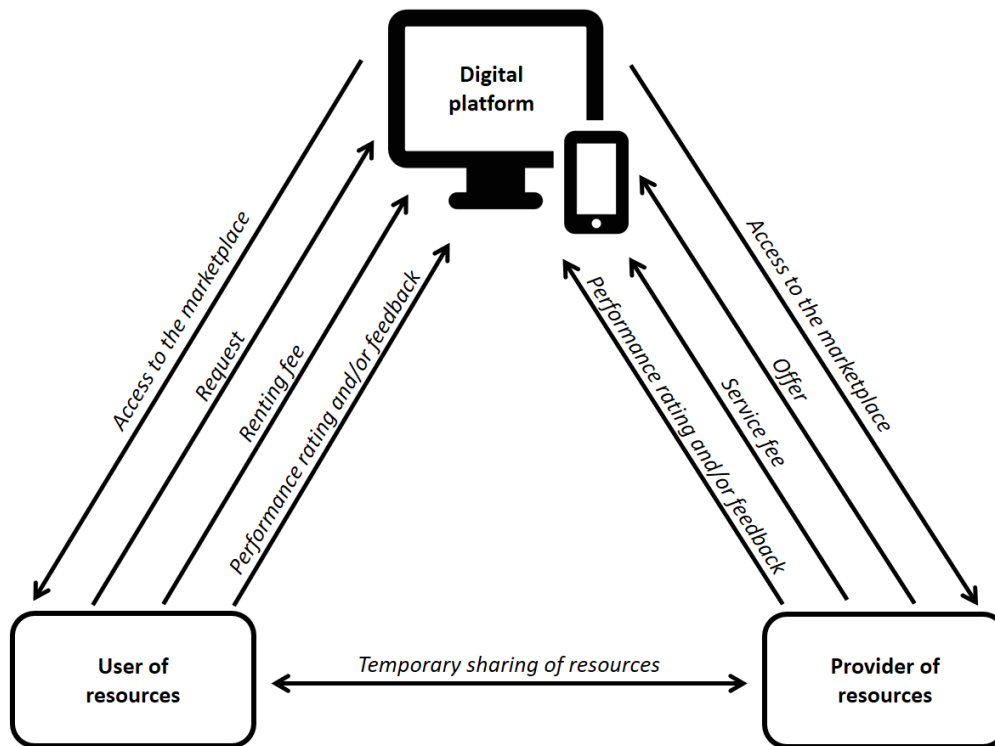 Digital
platform
Access to the marketplace
Request
Renting fee
Performance rating and/or feedback
Performance rating and/or feedback
Service fee
Offer
Access to the marketplace
User of
resources
Temporary sharing of resources
Provider of
resources